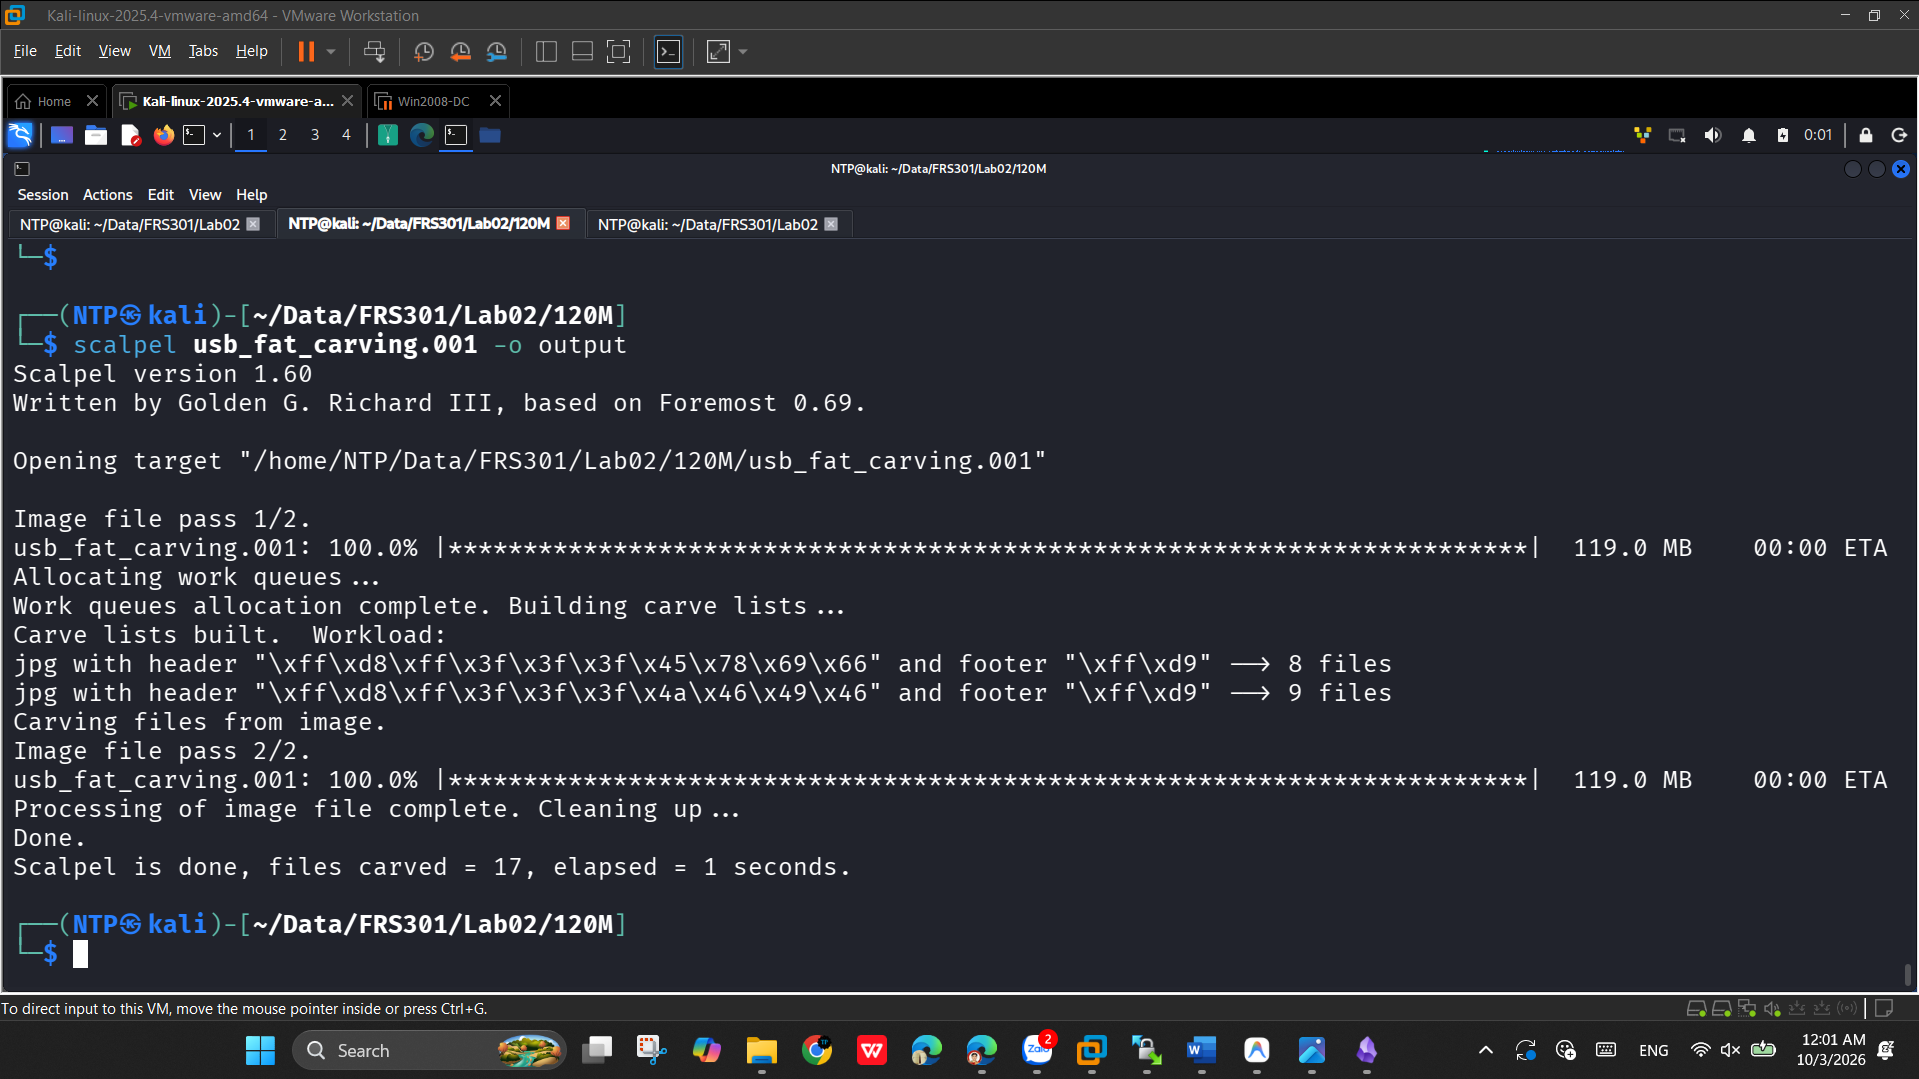 Kali-linux-2025.4-vmware-amd64 - VMware Workstation
File Edit View VM Tabs Help
Home Kali-linux-2025.4-vmware-a... Win2008-DC
1 2 3 4 0:01
NTP@kali: ~/Data/FRS301/Lab02/120M
Session Actions Edit View Help
NTP@kali: ~/Data/FRS301/Lab02 NTP@kali: ~/Data/FRS301/Lab02/120M NTP@kali: ~/Data/FRS301/Lab02
└─$
┌──(NTP㉿kali)-[~/Data/FRS301/Lab02/120M]
└─$ scalpel usb_fat_carving.001 -o output
Scalpel version 1.60
Written by Golden G. Richard III, based on Foremost 0.69.
Opening target "/home/NTP/Data/FRS301/Lab02/120M/usb_fat_carving.001"
Image file pass 1/2.
usb_fat_carving.001: 100.0% |************************************************************************| 119.0 MB 00:00 ETA
Allocating work queues...
Work queues allocation complete. Building carve lists...
Carve lists built.  Workload:
jpg with header "\xff\xd8\xff\x3f\x3f\x3f\x45\x78\x69\x66" and footer "\xff\xd9" --> 8 files
jpg with header "\xff\xd8\xff\x3f\x3f\x3f\x4a\x46\x49\x46" and footer "\xff\xd9" --> 9 files
Carving files from image.
Image file pass 2/2.
usb_fat_carving.001: 100.0% |************************************************************************| 119.0 MB 00:00 ETA
Processing of image file complete. Cleaning up...
Done.
Scalpel is done, files carved = 17, elapsed = 1 seconds.
┌──(NTP㉿kali)-[~/Data/FRS301/Lab02/120M]
└─$
To direct input to this VM, move the mouse pointer inside or press Ctrl+G.
Search
Zalo
2
ENG
12:01 AM
10/3/2026